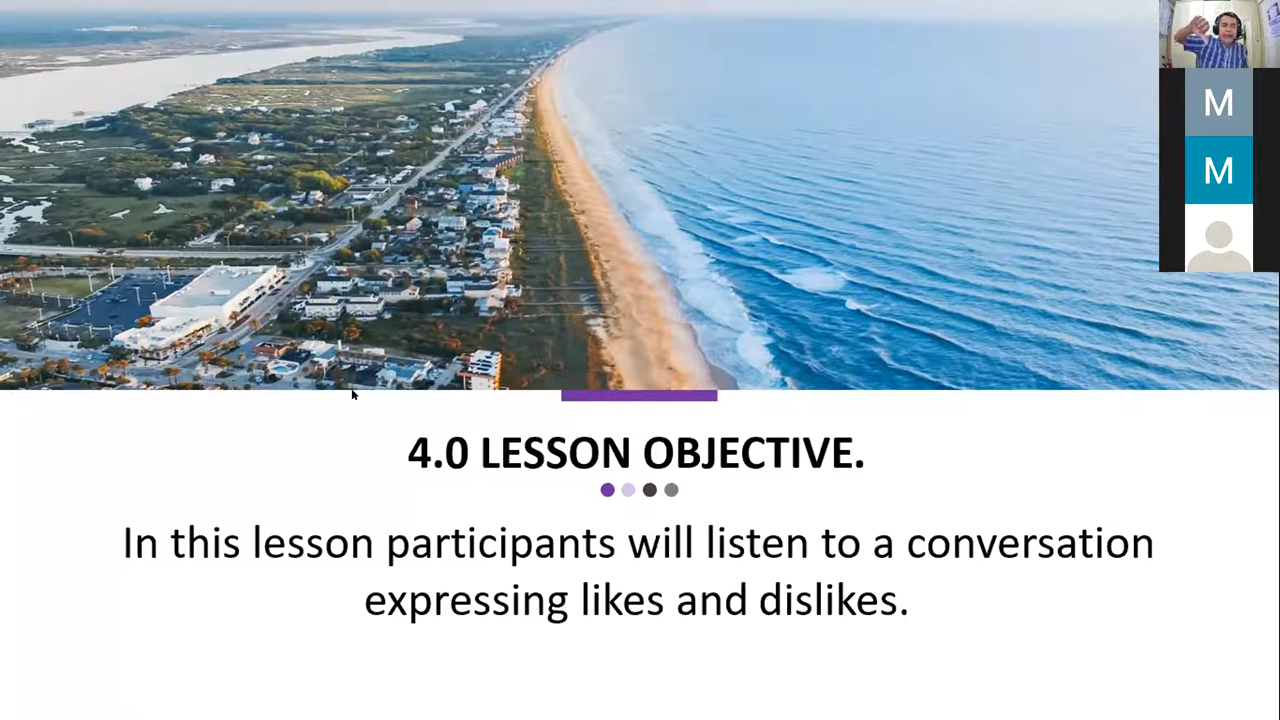 M
M
4.0 LESSON OBJECTIVE.
In this lesson participants will listen to a conversation
expressing likes and dislikes.